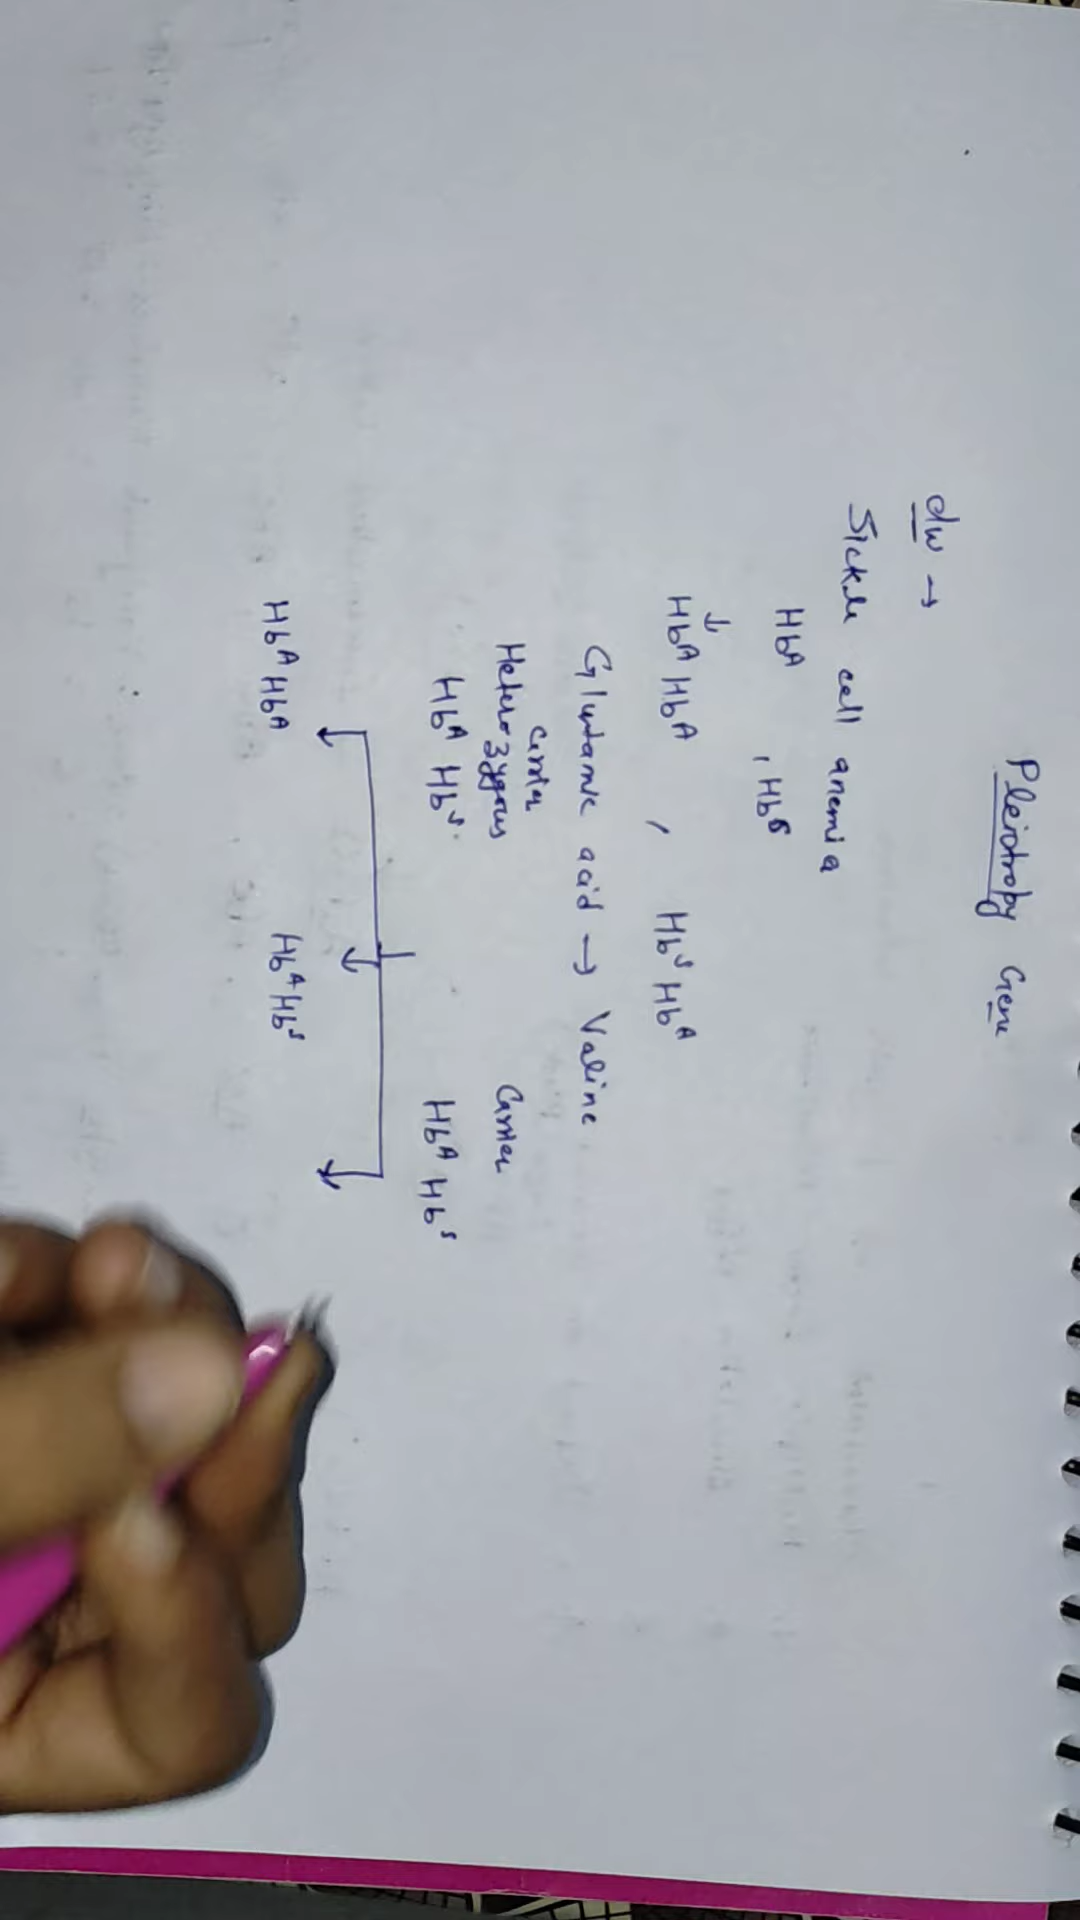 Pleiotropy Gene
dw →
Sickle cell anemia
HbA , HbS
↓
HbA HbA , HbS HbA
Glutamic acid → Valine
Carrier Carrier
Heterozygous
HbA HbS HbA HbS
HbA HbA HbA HbS